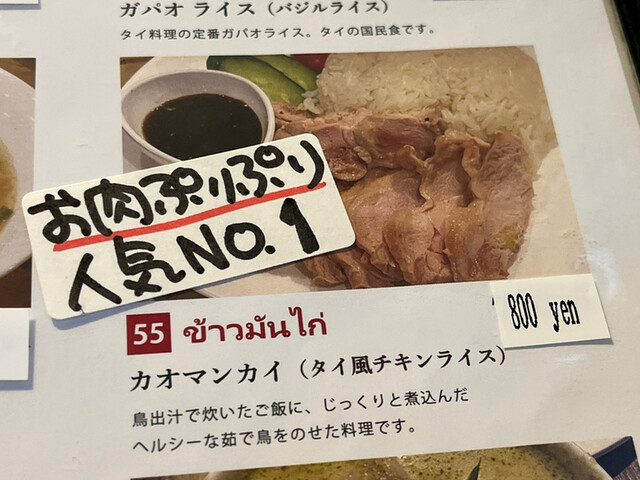 ガパオ ライス（バジルライス）
タイ料理の定番ガパオライス。タイの国民食です。
お肉ぷりぷり
人気NO.1
55 ข้าวมันไก่
800 yen
カオマンカイ（タイ風チキンライス）
鳥出汁で炊いたご飯に、じっくりと煮込んだ
ヘルシーな茹で鳥をのせた料理です。